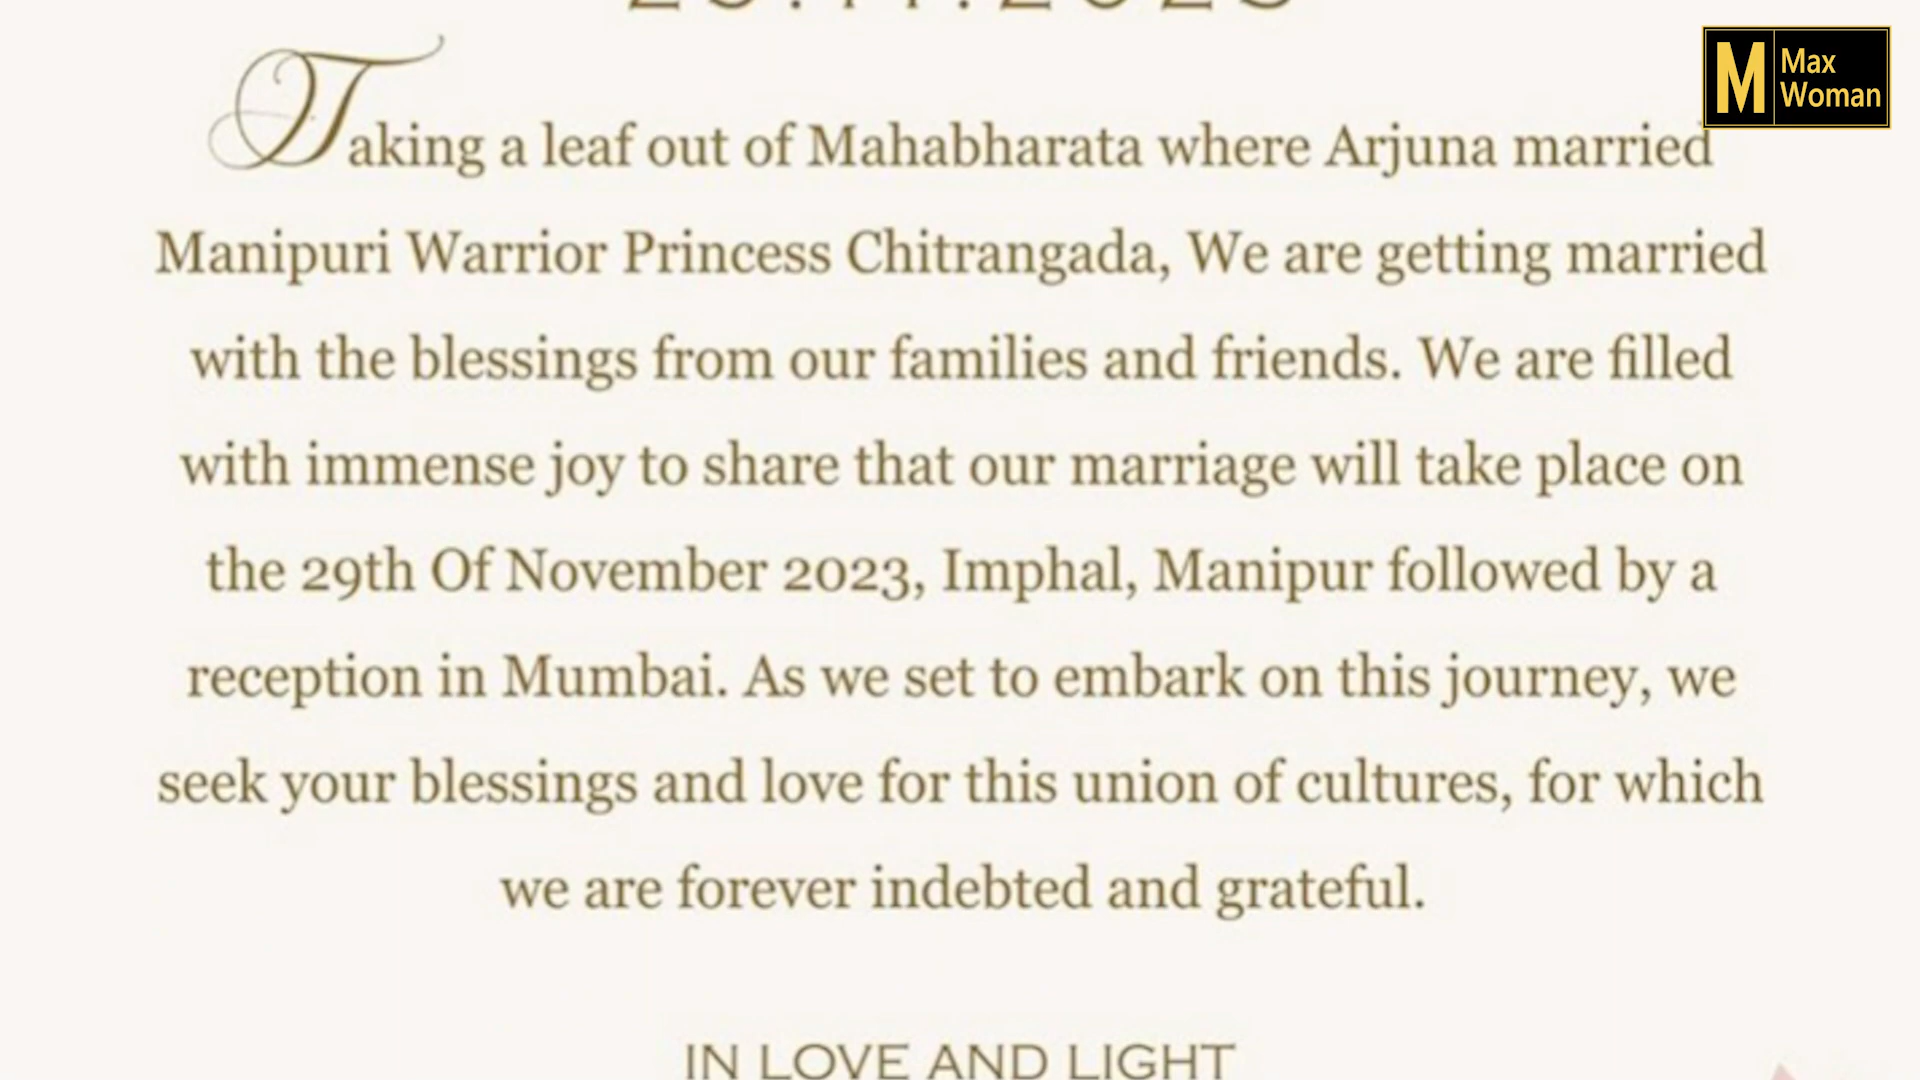 Taking a leaf out of Mahabharata where Arjuna married
Manipuri Warrior Princess Chitrangada, We are getting married
with the blessings from our families and friends. We are filled
with immense joy to share that our marriage will take place on
the 29th Of November 2023, Imphal, Manipur followed by a
reception in Mumbai. As we set to embark on this journey, we
seek your blessings and love for this union of cultures, for which
we are forever indebted and grateful.
IN LOVE AND LIGHT
M Max
Woman